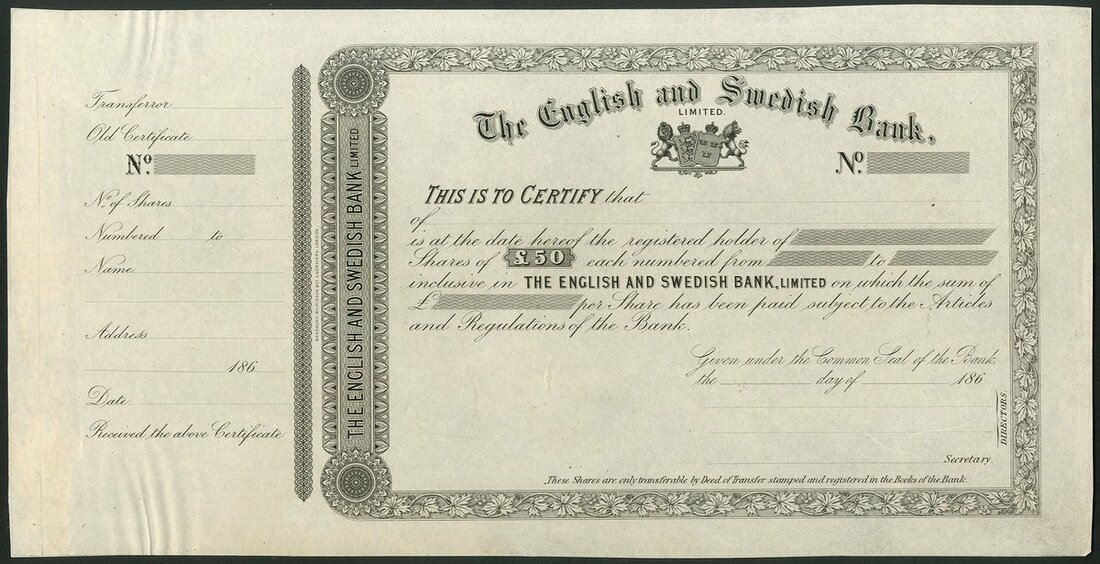 Transferror
Old Certificate
No.
No. of Shares
Numbered to
Name
Address
186
Date
Received the above Certificate
BRADBURY, WILKINSON & Co. ENGRAVERS, LONDON.
THE ENGLISH AND SWEDISH BANK LIMITED
The English and Swedish Bank,
LIMITED.
No.
THIS IS TO CERTIFY that
of
is at the date hereof the registered holder of
Shares of £50 each numbered from to
inclusive in THE ENGLISH AND SWEDISH BANK, LIMITED on which the sum of
£ per Share has been paid subject to the Articles
and Regulations of the Bank.
Given under the Common Seal of the Bank,
the day of 186
DIRECTORS.
Secretary.
These Shares are only transferable by Deed of Transfer stamped and registered in the Books of the Bank.